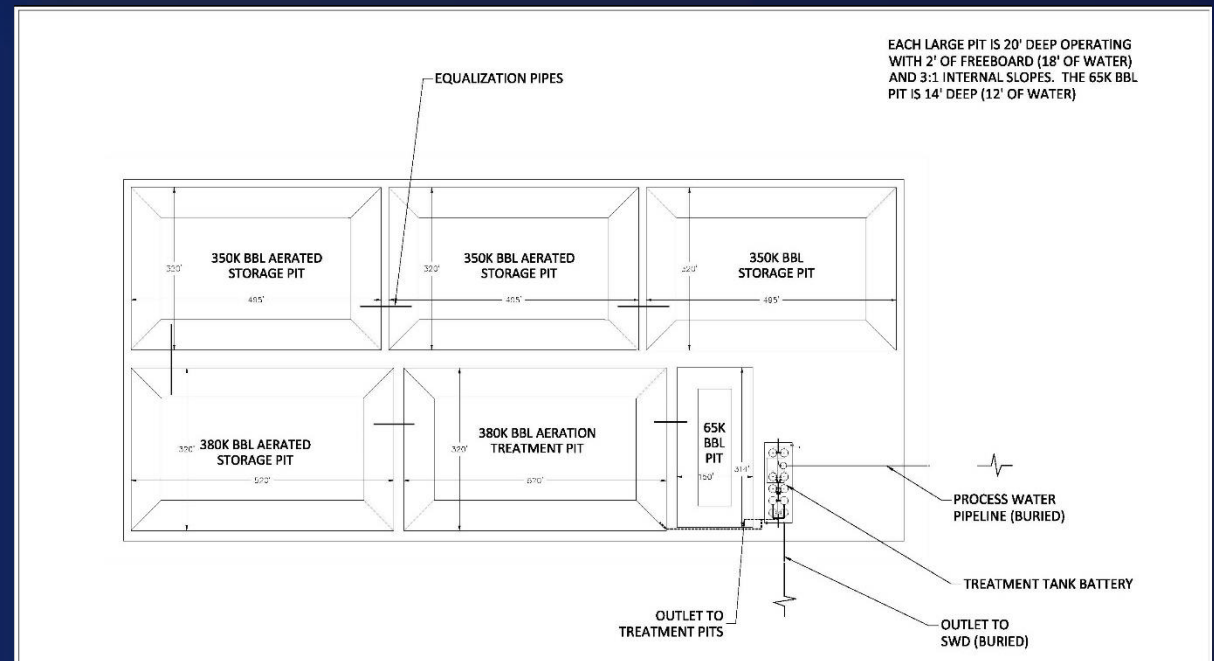 EACH LARGE PIT IS 20' DEEP OPERATING
WITH 2' OF FREEBOARD (18' OF WATER)
AND 3:1 INTERNAL SLOPES. THE 65K BBL
PIT IS 14' DEEP (12' OF WATER)
EQUALIZATION PIPES
350K BBL AERATED
STORAGE PIT
320'
495'
350K BBL AERATED
STORAGE PIT
320'
495'
350K BBL
STORAGE PIT
320'
495'
380K BBL AERATED
STORAGE PIT
320'
520'
380K BBL AERATION
TREATMENT PIT
320'
65K
BBL
PIT
150'
314'
PROCESS WATER
PIPELINE (BURIED)
TREATMENT TANK BATTERY
OUTLET TO
TREATMENT PITS
OUTLET TO
SWD (BURIED)